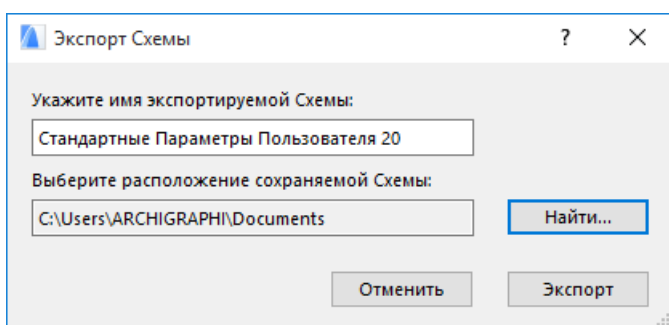 Экспорт Схемы ?
Укажите имя экспортируемой Схемы:
Стандартные Параметры Пользователя 20
Выберите расположение сохраняемой Схемы:
C:\Users\ARCHIGRAPHI\Documents Найти...
Отменить Экспорт